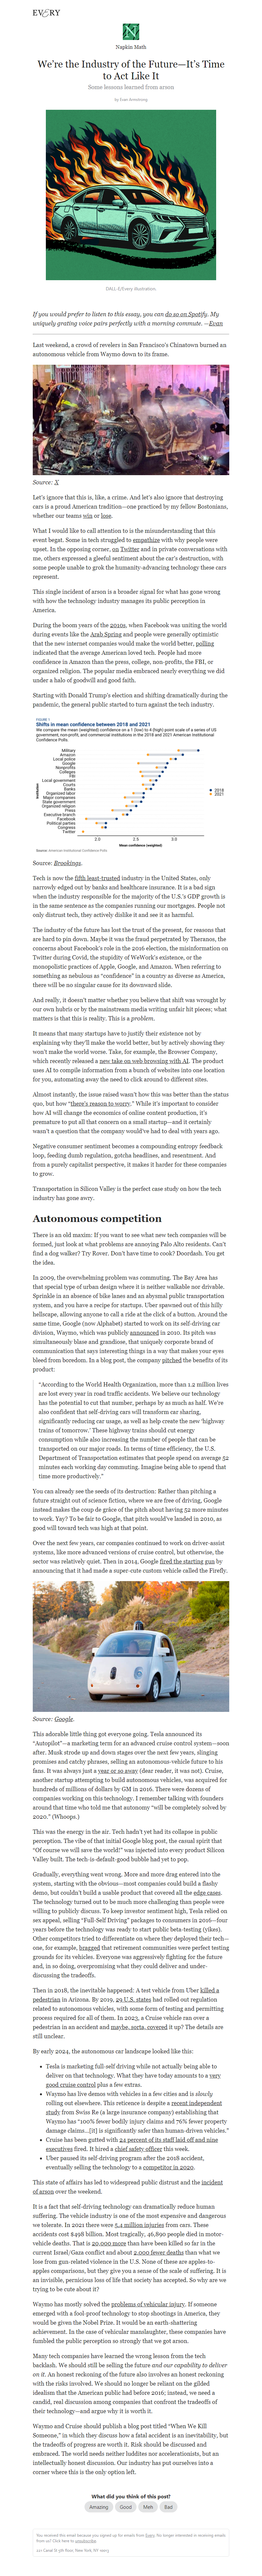 EVERY
Napkin Math
We're the Industry of the Future—It's Time
to Act Like It
Some lessons learned from arson
by Evan Armstrong
DALL-E/Every illustration.
If you would prefer to listen to this essay, you can do so on Spotify. My
uniquely grating voice pairs perfectly with a morning commute. —Evan
Last weekend, a crowd of revelers in San Francisco's Chinatown burned an
autonomous vehicle from Waymo down to its frame.
Source: X
Let's ignore that this is, like, a crime. And let's also ignore that destroying
cars is a proud American tradition—one practiced by my fellow Bostonians,
whether our teams win or lose.
What I would like to call attention to is the misunderstanding that this
event begat. Some in tech struggled to empathize with why people were
upset. In the opposing corner, on Twitter and in private conversations with
me, others expressed a gleeful sentiment about the car's destruction, with
some people unable to grok the humanity-advancing technology these cars
represent.
This single incident of arson is a broader signal for what has gone wrong
with how the technology industry manages its public perception in
America.
During the boom years of the 2010s, when Facebook was uniting the world
during events like the Arab Spring and people were generally optimistic
that the new internet companies would make the world better, polling
indicated that the average American loved tech. People had more
confidence in Amazon than the press, college, non-profits, the FBI, or
organized religion. The popular media embraced nearly everything we did
under a halo of goodwill and good faith.
Starting with Donald Trump's election and shifting dramatically during the
pandemic, the general public started to turn against the tech industry.
FIGURE 1
Shifts in mean confidence between 2018 and 2021
We compare the mean (weighted) confidence on a 1 (low) to 4 (high) point scale of a series of US
government, non-profit, and commercial institutions in the 2018 and 2021 American Institutional
Confidence Polls.
Institution
Military
Amazon
Local police
Google
Nonprofits
Colleges
FBI
Local government
Courts
Banks
Organized labor
Major companies
State government
Organized religion
Press
Executive branch
Facebook
Political parties
Congress
Twitter
2018
2021
2.0 2.5 3.0
Mean confidence (weighted)
Source: American Institutional Confidence Polls
Source: Brookings.
Tech is now the fifth least-trusted industry in the United States, only
narrowly edged out by banks and healthcare insurance. It is a bad sign
when the industry responsible for the majority of the U.S.'s GDP growth is
in the same sentence as the companies running our mortgages. People not
only distrust tech, they actively dislike it and see it as harmful.
The industry of the future has lost the trust of the present, for reasons that
are hard to pin down. Maybe it was the fraud perpetrated by Theranos, the
concerns about Facebook's role in the 2016 election, the misinformation on
Twitter during Covid, the stupidity of WeWork's existence, or the
monopolistic practices of Apple, Google, and Amazon. When referring to
something as nebulous as "confidence" in a country as diverse as America,
there will be no singular cause for its downward slide.
And really, it doesn't matter whether you believe that shift was wrought by
our own hubris or by the mainstream media writing unfair hit pieces; what
matters is that this is reality. This is a problem.
It means that many startups have to justify their existence not by
explaining why they'll make the world better, but by actively showing they
won't make the world worse. Take, for example, the Browser Company,
which recently released a new take on web browsing with AI. The product
uses AI to compile information from a bunch of websites into one location
for you, automating away the need to click around to different sites.
Almost instantly, the issue raised wasn't how this was better than the status
quo, but how "there's reason to worry." While it's important to consider
how AI will change the economics of online content production, it's
premature to put all that concern on a small startup—and it certainly
wasn't a question that the company would've had to deal with years ago.
Negative consumer sentiment becomes a compounding entropy feedback
loop, feeding dumb regulation, gotcha headlines, and resentment. And
from a purely capitalist perspective, it makes it harder for these companies
to grow.
Transportation in Silicon Valley is the perfect case study on how the tech
industry has gone awry.
Autonomous competition
There is an old maxim: If you want to see what new tech companies will be
formed, just look at what problems are annoying Palo Alto residents. Can't
find a dog walker? Try Rover. Don't have time to cook? Doordash. You get
the idea.
In 2009, the overwhelming problem was commuting. The Bay Area has
that special type of urban design where it is neither walkable nor drivable.
Sprinkle in an absence of bike lanes and an abysmal public transportation
system, and you have a recipe for startups. Uber spawned out of this hilly
hellscape, allowing anyone to call a ride at the click of a button. Around the
same time, Google (now Alphabet) started to work on its self-driving car
division, Waymo, which was publicly announced in 2010. Its pitch was
simultaneously blase and grandiose, that uniquely corporate brand of
communication that says interesting things in a way that makes your eyes
bleed from boredom. In a blog post, the company pitched the benefits of its
product:
"According to the World Health Organization, more than 1.2 million lives
are lost every year in road traffic accidents. We believe our technology
has the potential to cut that number, perhaps by as much as half. We're
also confident that self-driving cars will transform car sharing,
significantly reducing car usage, as well as help create the new 'highway
trains of tomorrow.' These highway trains should cut energy
consumption while also increasing the number of people that can be
transported on our major roads. In terms of time efficiency, the U.S.
Department of Transportation estimates that people spend on average 52
minutes each working day commuting. Imagine being able to spend that
time more productively."
You can already see the seeds of its destruction: Rather than pitching a
future straight out of science fiction, where we are free of driving, Google
instead makes the coup de grâce of the pitch about having 52 more minutes
to work. Yay? To be fair to Google, that pitch would've landed in 2010, as
good will toward tech was high at that point.
Over the next few years, car companies continued to work on driver-assist
systems, like more advanced versions of cruise control, but otherwise, the
sector was relatively quiet. Then in 2014, Google fired the starting gun by
announcing that it had made a super-cute custom vehicle called the Firefly.
Source: Google.
This adorable little thing got everyone going. Tesla announced its
"Autopilot"—a marketing term for an advanced cruise control system—soon
after. Musk strode up and down stages over the next few years, slinging
promises and catchy phrases, selling an autonomous-vehicle future to his
fans. It was always just a year or so away (dear reader, it was not). Cruise,
another startup attempting to build autonomous vehicles, was acquired for
hundreds of millions of dollars by GM in 2016. There were dozens of
companies working on this technology. I remember talking with founders
around that time who told me that autonomy "will be completely solved by
2020." (Whoops.)
This was the energy in the air. Tech hadn't yet had its collapse in public
perception. The vibe of that initial Google blog post, the casual spirit that
"Of course we will save the world!" was injected into every product Silicon
Valley built. The tech-is-default-good bubble had yet to pop.
Gradually, everything went wrong. More and more drag entered into the
system, starting with the obvious—most companies could build a flashy
demo, but couldn't build a usable product that covered all the edge cases.
The technology turned out to be much more challenging than people were
willing to publicly discuss. To keep investor sentiment high, Tesla relied on
sex appeal, selling "Full-Self Driving" packages to consumers in 2016—four
years before the technology was ready to start public beta-testing (yikes).
Other competitors tried to differentiate on where they deployed their tech—
one, for example, bragged that retirement communities were perfect testing
grounds for its vehicles. Everyone was aggressively fighting for the future
and, in so doing, overpromising what they could deliver and under-
discussing the tradeoffs.
Then in 2018, the inevitable happened: A test vehicle from Uber killed a
pedestrian in Arizona. By 2019, 29 U.S. states had rolled out regulation
related to autonomous vehicles, with some form of testing and permitting
process required for all of them. In 2023, a Cruise vehicle ran over a
pedestrian in an accident and maybe, sorta, covered it up? The details are
still unclear.
By early 2024, the autonomous car landscape looked like this:
Tesla is marketing full-self driving while not actually being able to
deliver on that technology. What they make today amounts to a very
good cruise control plus a few extras.
Waymo has live demos with vehicles in a few cities and is slowly
rolling out elsewhere. This reticence is despite a recent independent
study from Swiss Re (a large insurance company) establishing that
Waymo has "100% fewer bodily injury claims and 76% fewer property
damage claims...[it] is significantly safer than human-driven vehicles."
Cruise has been gutted with 24 percent of its staff laid off and nine
executives fired. It hired a chief safety officer this week.
Uber paused its self-driving program after the 2018 accident,
eventually selling the technology to a competitor in 2020.
This state of affairs has led to widespread public distrust and the incident
of arson over the weekend.
It is a fact that self-driving technology can dramatically reduce human
suffering. The vehicle industry is one of the most expensive and dangerous
we tolerate. In 2021 there were 5.4 million injuries from cars. These
accidents cost $498 billion. Most tragically, 46,890 people died in motor-
vehicle deaths. That is 20,000 more than have been killed so far in the
current Israel/Gaza conflict and about 2,000 fewer deaths than what we
lose from gun-related violence in the U.S. None of these are apples-to-
apples comparisons, but they give you a sense of the scale of suffering. It is
an invisible, pernicious loss of life that society has accepted. So why are we
trying to be cute about it?
Waymo has mostly solved the problems of vehicular injury. If someone
emerged with a fool-proof technology to stop shootings in America, they
would be given the Nobel Prize. It would be an earth-shattering
achievement. In the case of vehicular manslaughter, these companies have
fumbled the public perception so strongly that we got arson.
Many tech companies have learned the wrong lesson from the tech
backlash. We should still be selling the future and our capability to deliver
on it. An honest reckoning of the future also involves an honest reckoning
with the risks involved. We should no longer be reliant on the gilded
idealism that the American public had before 2016; instead, we need a
candid, real discussion among companies that confront the tradeoffs of
their technology—and argue why it is worth it.
Waymo and Cruise should publish a blog post titled "When We Kill
Someone," in which they discuss how a fatal accident is an inevitability, but
the tradeoffs of progress are worth it. Risk should be discussed and
embraced. The world needs neither luddites nor accelerationists, but an
intellectually honest discussion. Our industry has put ourselves into a
corner where this is the only option left.
What did you think of this post?
Amazing Good Meh Bad
You received this email because you signed up for emails from Every. No longer interested in receiving emails
from us? Click here to unsubscribe.
221 Canal St 5th floor, New York, NY 10013